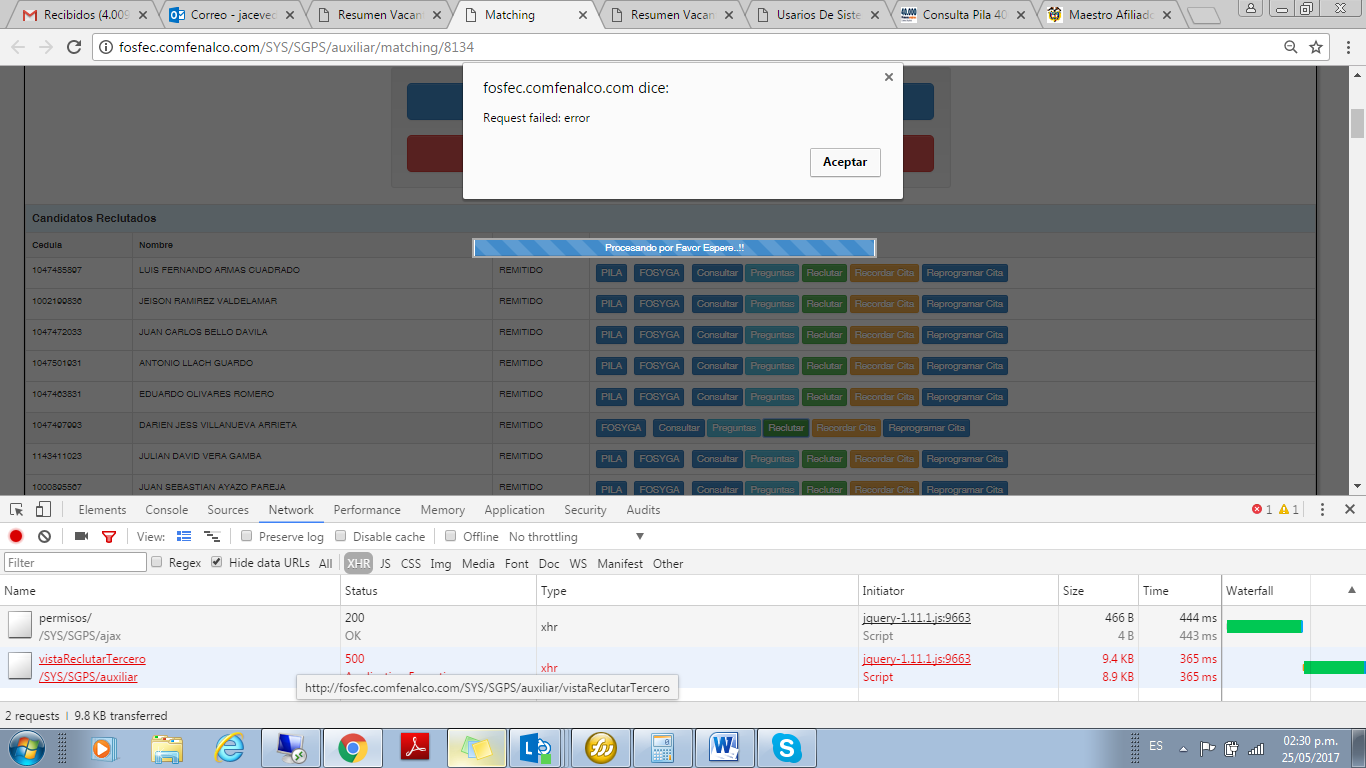 Recibidos (4.009 Correo - jaceved Resumen Vacant Matching Resumen Vacan Usarios De Siste Consulta Pila 40 Maestro Afiliado
fosfec.comfenalco.com/SYS/SGPS/auxiliar/matching/8134
fosfec.comfenalco.com dice:
Request failed: error
Aceptar
Candidatos Reclutados
Procesando por Favor Espere..!!
Cedula Nombre
1047485897 LUIS FERNANDO ARMAS CUADRADO REMITIDO PILA FOSYGA Consultar Preguntas Reclutar Recordar Cita Reprogramar Cita
1002199836 JEISON RAMIREZ VALDELAMAR REMITIDO PILA FOSYGA Consultar Preguntas Reclutar Recordar Cita Reprogramar Cita
1047472033 JUAN CARLOS BELLO DAVILA REMITIDO PILA FOSYGA Consultar Preguntas Reclutar Recordar Cita Reprogramar Cita
1047501931 ANTONIO LLACH GUARDO REMITIDO PILA FOSYGA Consultar Preguntas Reclutar Recordar Cita Reprogramar Cita
1047463831 EDUARDO OLIVARES ROMERO REMITIDO PILA FOSYGA Consultar Preguntas Reclutar Recordar Cita Reprogramar Cita
1047497993 DARIEN JESS VILLANUEVA ARRIETA REMITIDO FOSYGA Consultar Preguntas Reclutar Recordar Cita Reprogramar Cita
1143411023 JULIAN DAVID VERA GAMBA REMITIDO PILA FOSYGA Consultar Preguntas Reclutar Recordar Cita Reprogramar Cita
1000895567 JUAN SEBASTIAN AYAZO PAREJA REMITIDO PILA FOSYGA Consultar Preguntas Reclutar Recordar Cita Reprogramar Cita
Elements Console Sources Network Performance Memory Application Security Audits 1 1
View: Preserve log Disable cache Offline No throttling
Filter Regex Hide data URLs All XHR JS CSS Img Media Font Doc WS Manifest Other
Name Status Type Initiator Size Time Waterfall
permisos/ 200 xhr jquery-1.11.1.js:9663 466 B 444 ms
/SYS/SGPS/ajax OK Script 4 B 443 ms
vistaReclutarTercero 500 xhr jquery-1.11.1.js:9663 9.4 KB 365 ms
/SYS/SGPS/auxiliar Script 8.9 KB 365 ms
http://fosfec.comfenalco.com/SYS/SGPS/auxiliar/vistaReclutarTercero
2 requests 9.8 KB transferred
ES 02:30 p.m.
25/05/2017